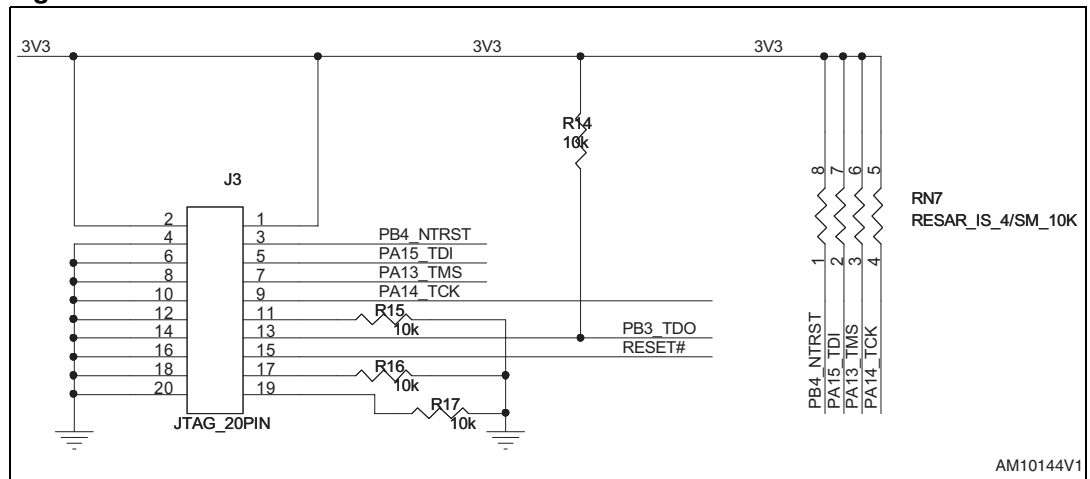 3V3 3V3 3V3
R14
10k
J3
8 7 6 5
RN7
RESAR_IS_4/SM_10K
1 2 3 4
PB4_NTRST
PA15_TDI
PA13_TMS
PA14_TCK
2 1
4 3 PB4_NTRST
6 5 PA15_TDI
8 7 PA13_TMS
10 9 PA14_TCK
12 11 R15
10k
14 13 PB3_TDO
16 15 RESET#
18 17 R16
10k
20 19 R17
10k
JTAG_20PIN
AM10144V1